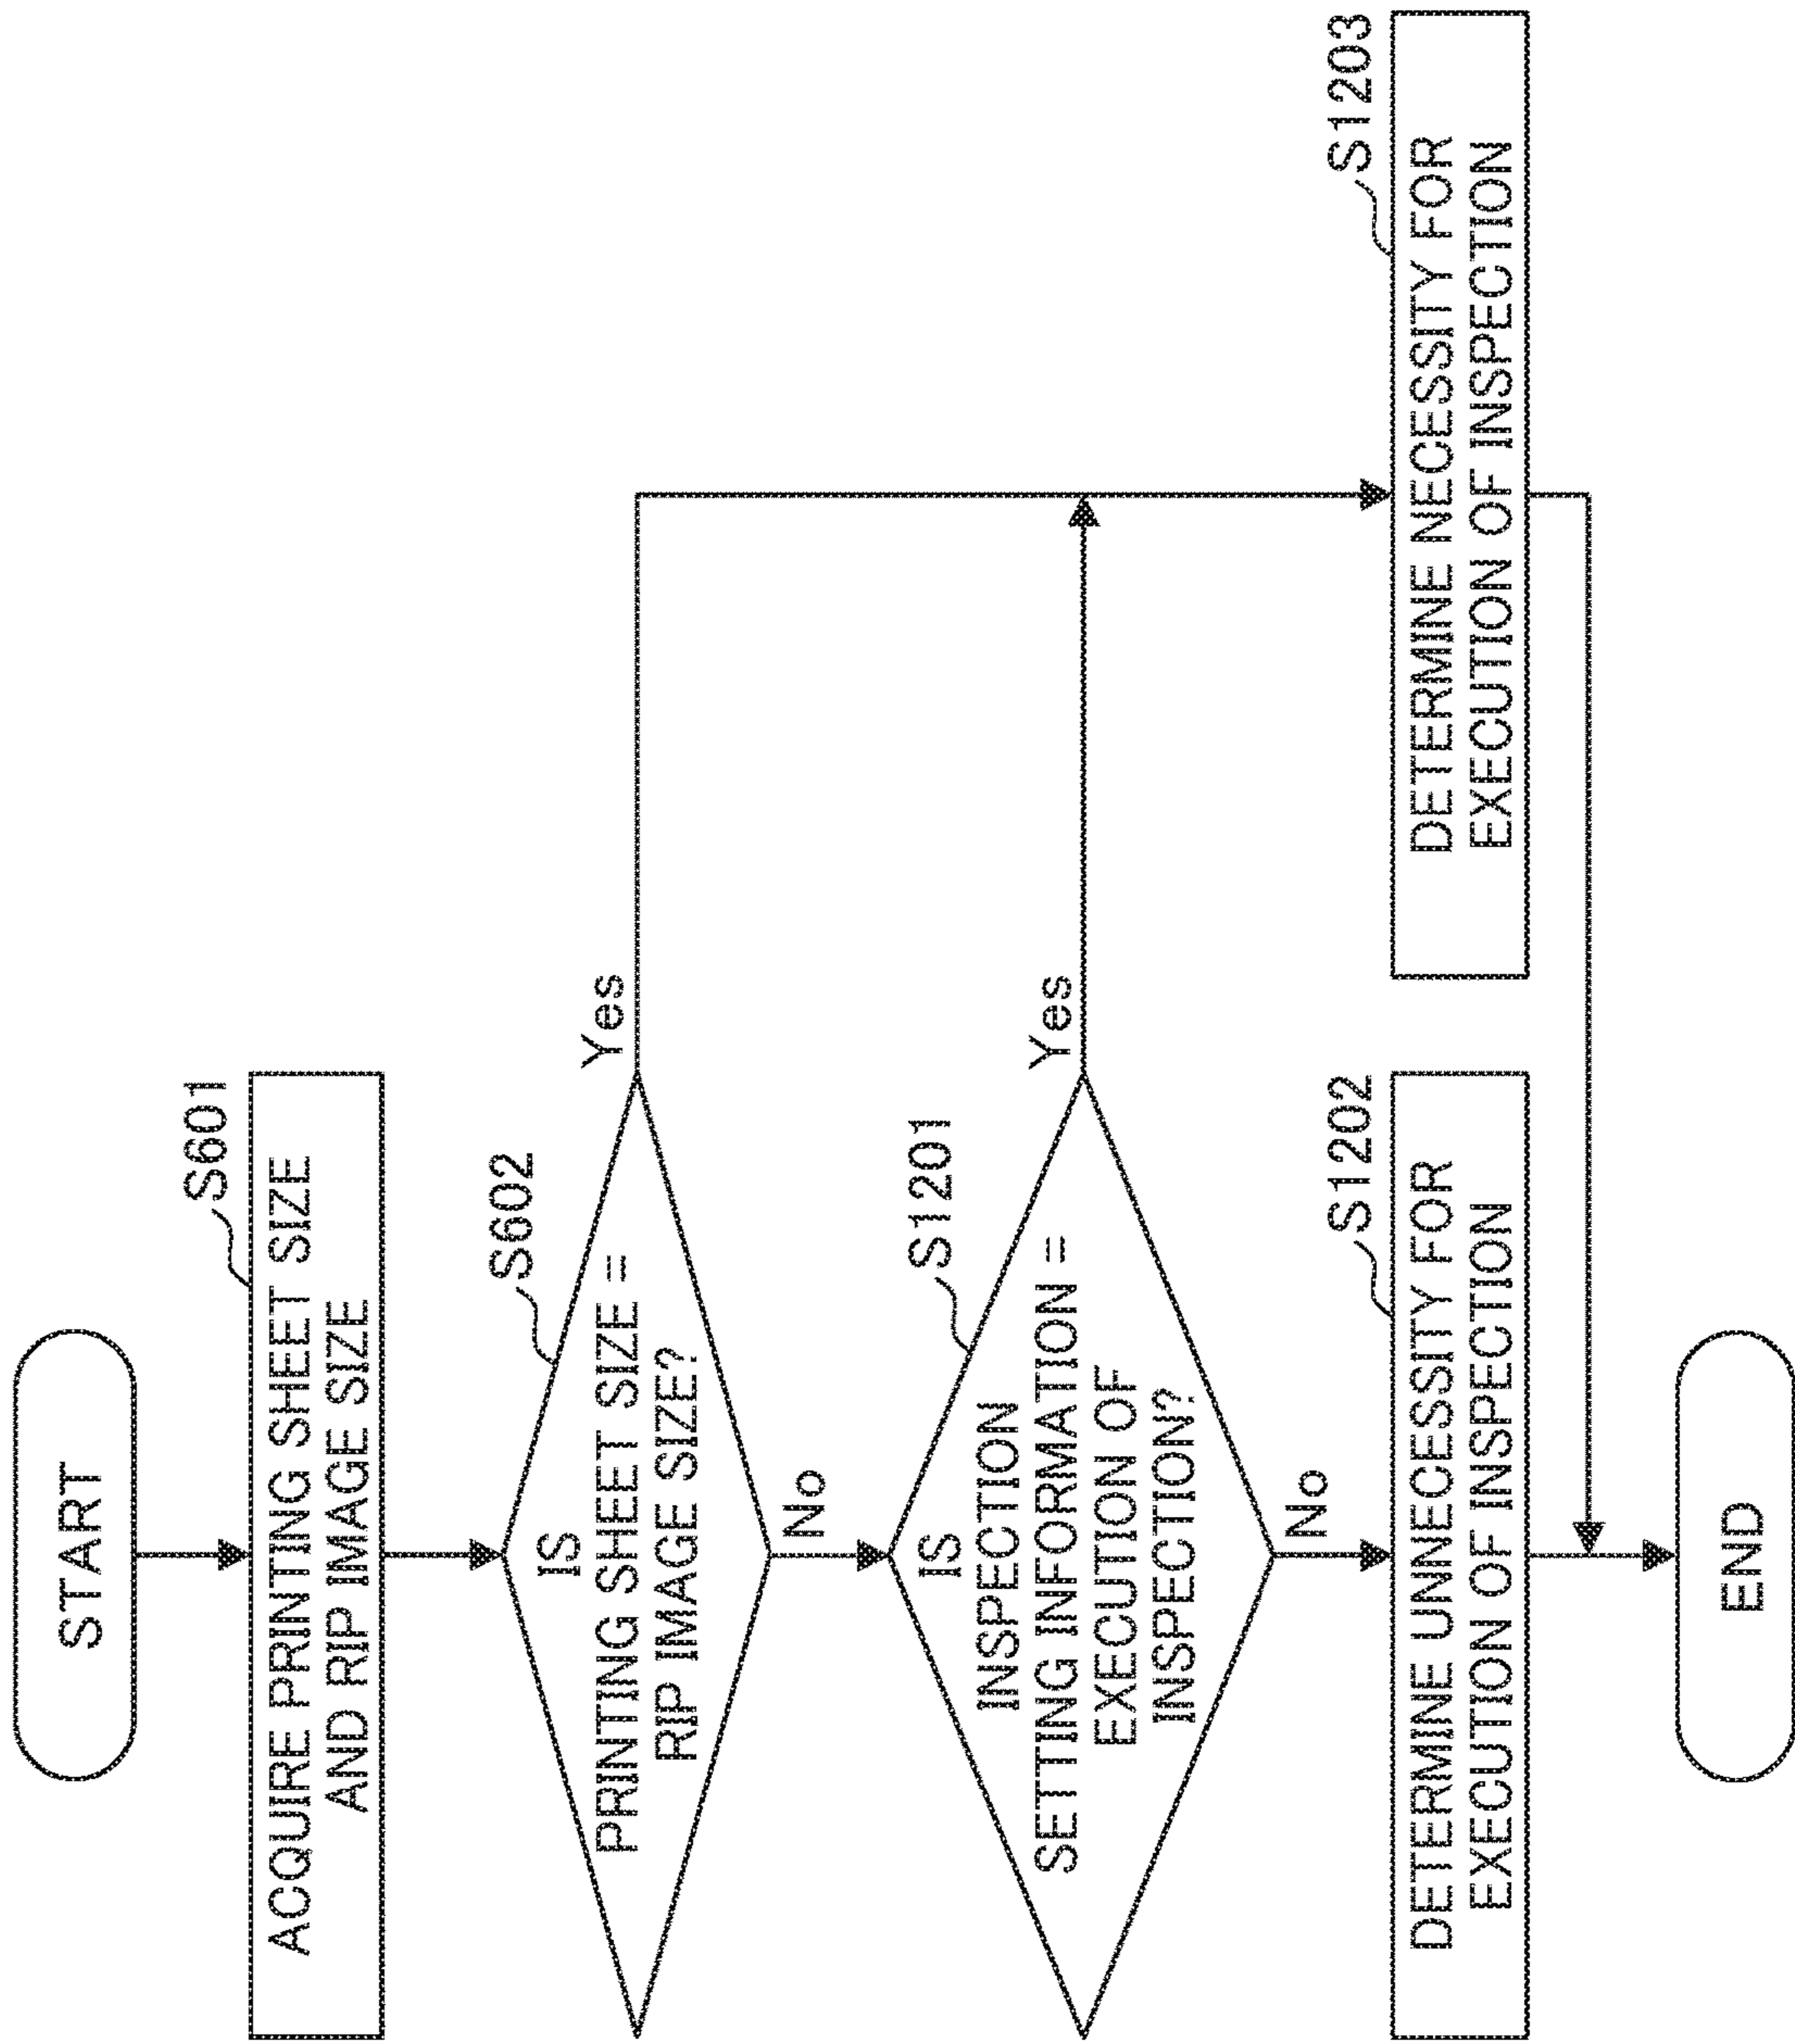 START
S601
ACQUIRE PRINTING SHEET SIZE
AND RIP IMAGE SIZE
S602
IS
PRINTING SHEET SIZE =
RIP IMAGE SIZE?
Yes
No
S1201
IS
INSPECTION
SETTING INFORMATION =
EXECUTION OF
INSPECTION?
Yes
No
S1202
DETERMINE UNNECESSITY FOR
EXECUTION OF INSPECTION
S1203
DETERMINE NECESSITY FOR
EXECUTION OF INSPECTION
END